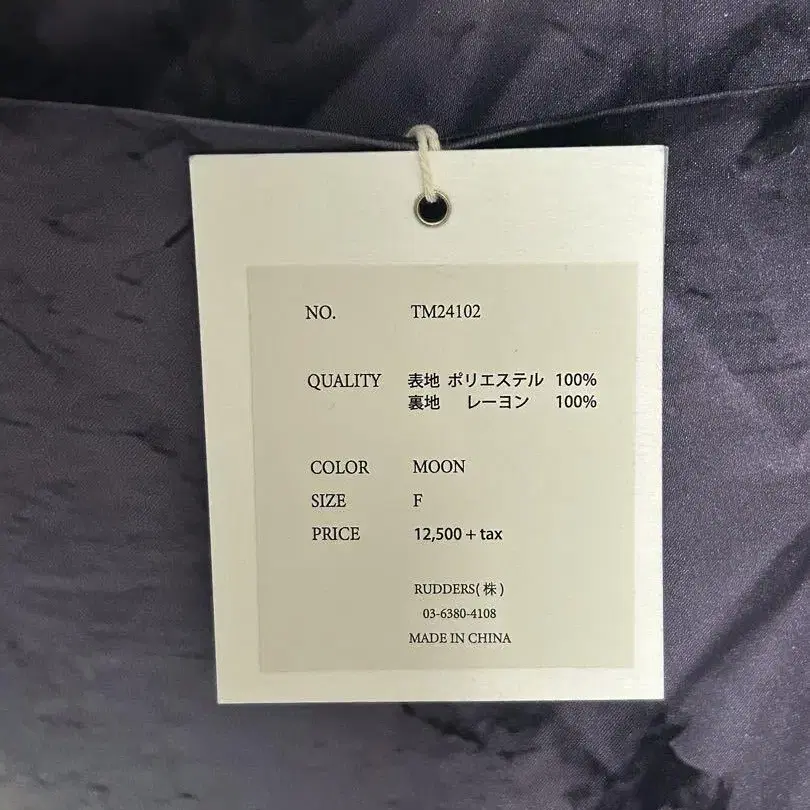 NO. TM24102
QUALITY 表地 ポリエステル 100%
裏地 レーヨン 100%
COLOR MOON
SIZE F
PRICE 12,500 + tax
RUDDERS(株)
03-6380-4108
MADE IN CHINA